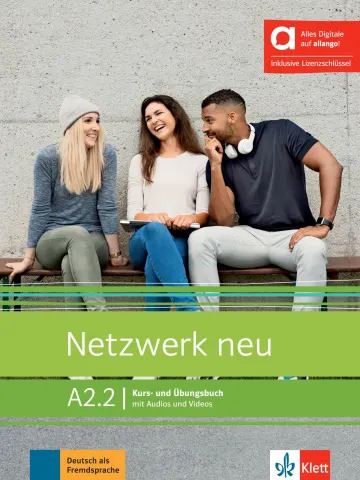 Alles Digitale
auf allango!
Inklusive Lizenzschlüssel
Netzwerk neu
A2.2
Kurs- und Übungsbuch
mit Audios und Videos
Deutsch als
Fremdsprache
Klett